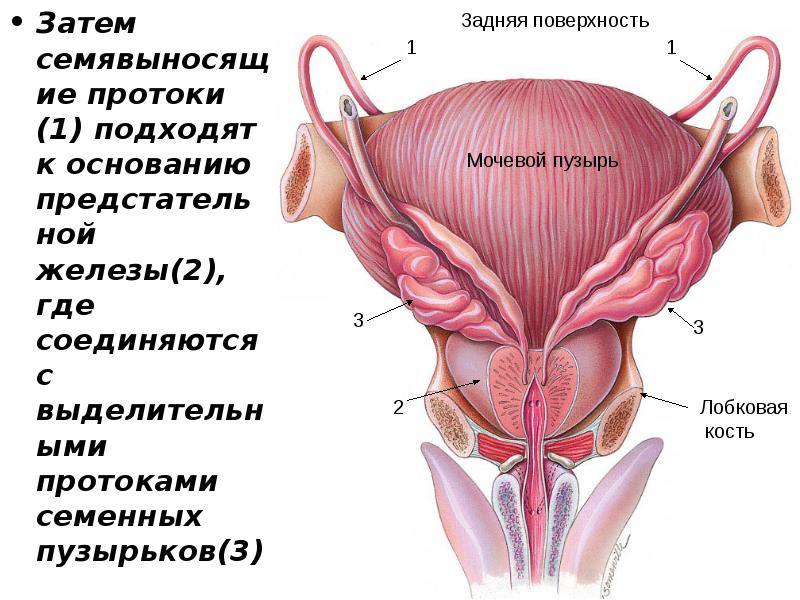 • Затем
семявыносящ
ие протоки
(1) подходят
к основанию
предстатель
ной
железы(2),
где
соединяются
с
выделительн
ыми
протоками
семенных
пузырьков(3)
Задняя поверхность
1
1
Мочевой пузырь
3
3
2
Лобковая
кость